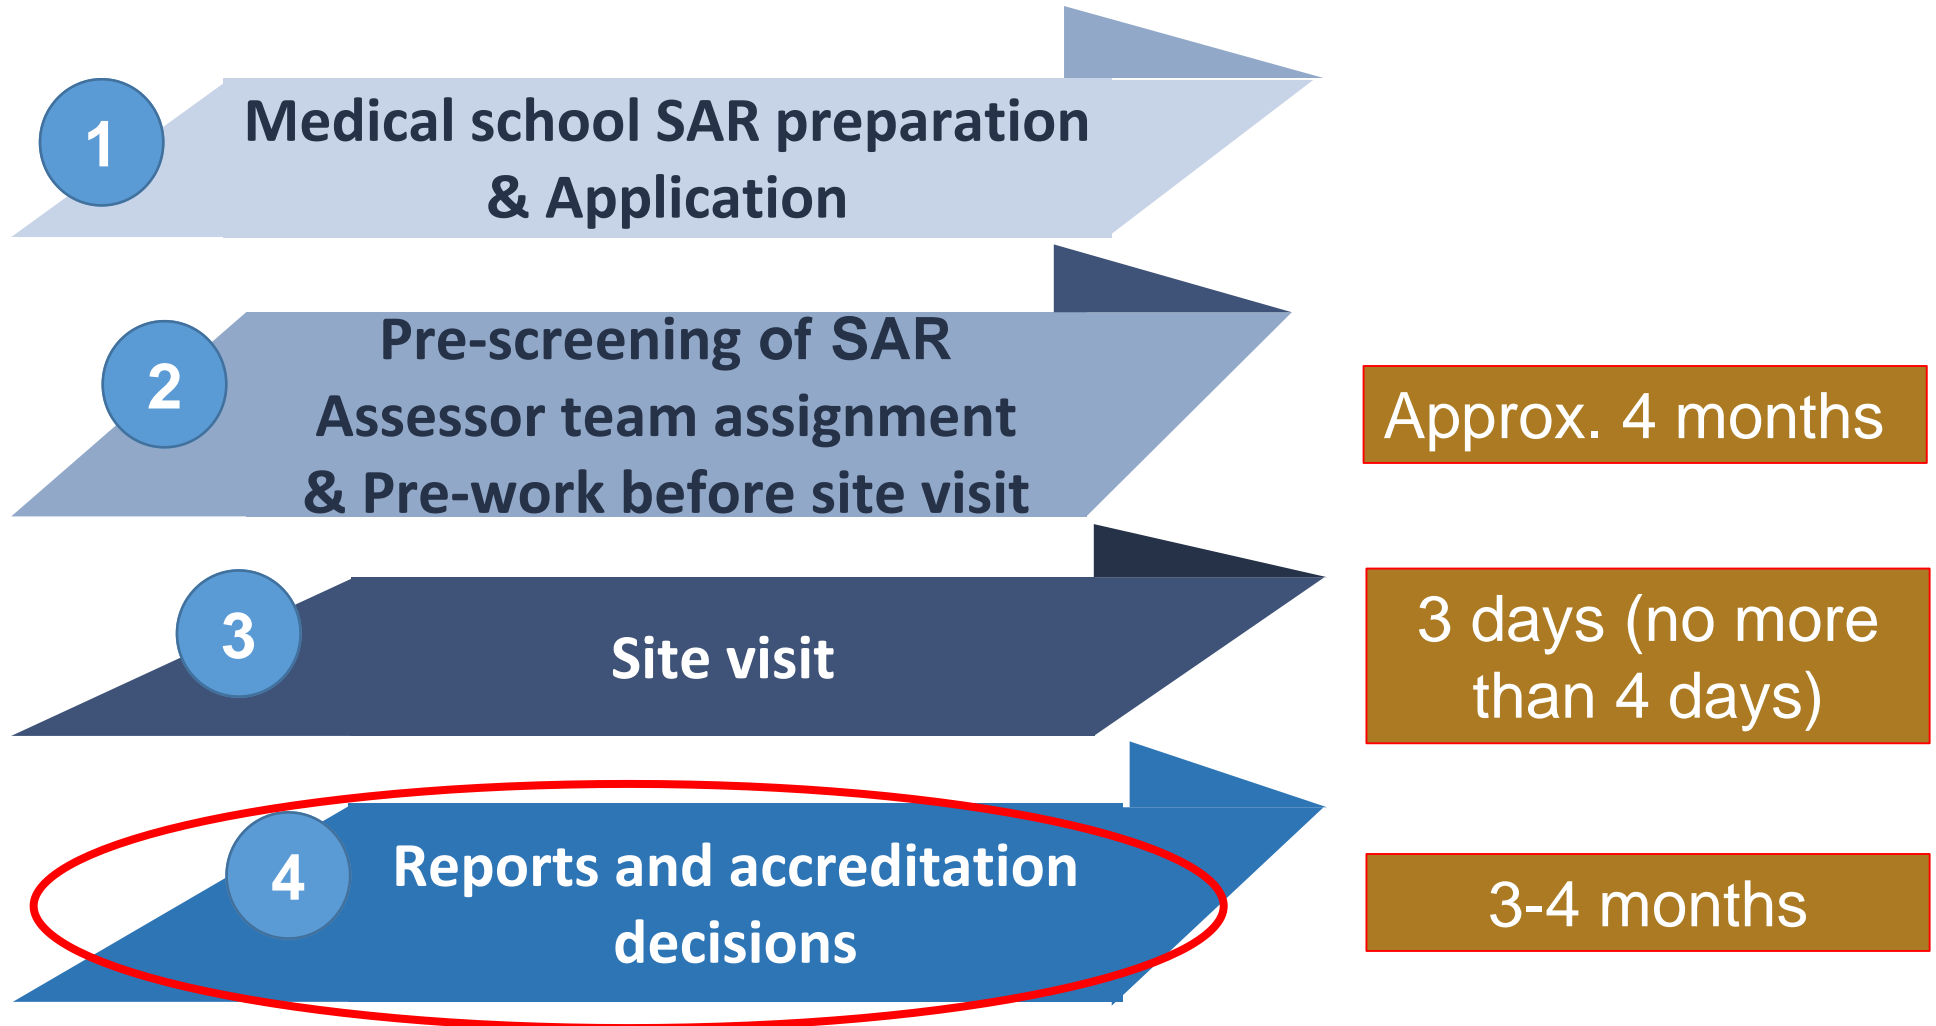 1
Medical school SAR preparation
& Application
2
Pre-screening of SAR
Assessor team assignment
& Pre-work before site visit
Approx. 4 months
3
Site visit
3 days (no more
than 4 days)
4
Reports and accreditation
decisions
3-4 months